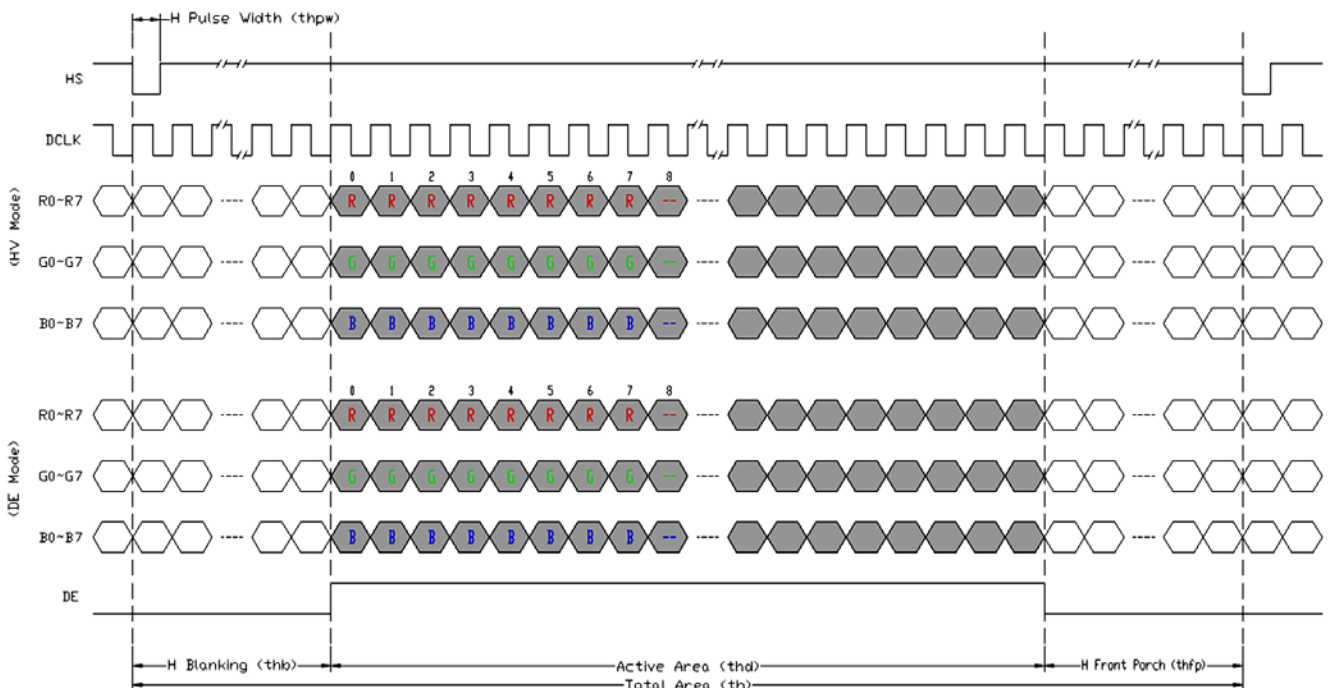 H Pulse Width (thpw)
HS
DCLK
(HV Mode)
0 1 2 3 4 5 6 7 8
R0~R7 R R R R R R R R --
G0~G7 G G G G G G G G --
B0~B7 B B B B B B B B --
(DE Mode)
0 1 2 3 4 5 6 7 8
R0~R7 R R R R R R R R --
G0~G7 G G G G G G G G --
B0~B7 B B B B B B B B --
DE
H Blanking (thb) Active Area (thd) H Front Porch (thfp)
Total Area (th)